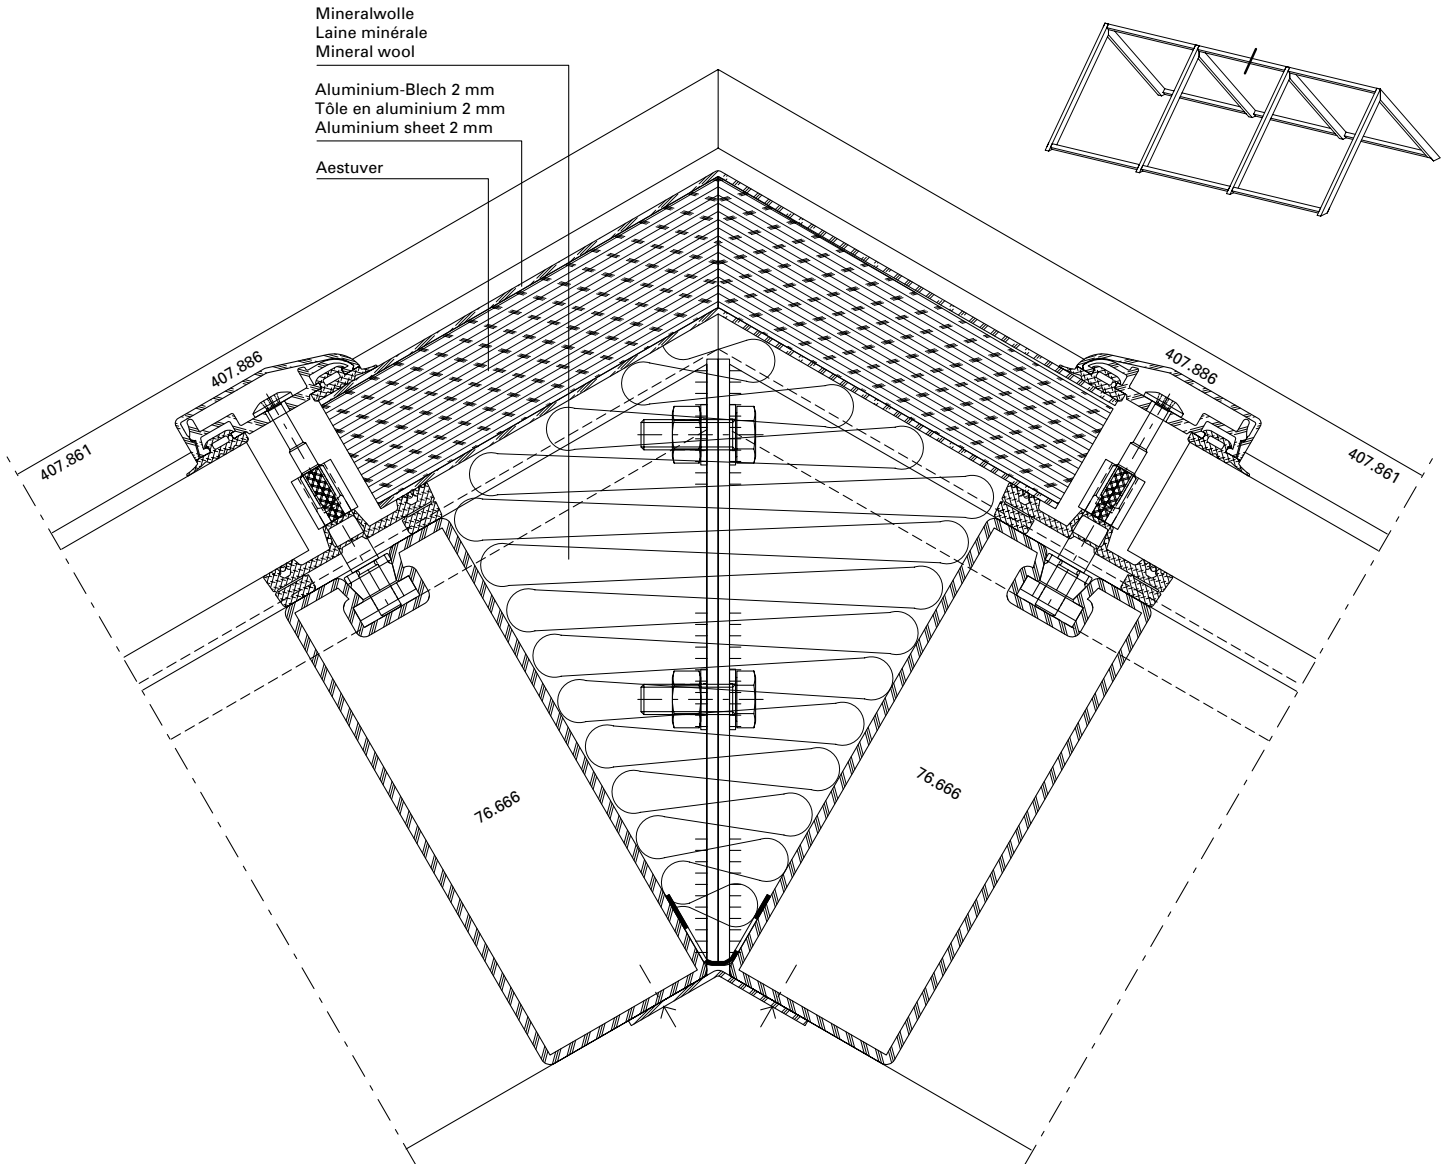 Mineralwolle
Laine minérale
Mineral wool
Aluminium-Blech 2 mm
Tôle en aluminium 2 mm
Aluminium sheet 2 mm
Aestuver
407.886
407.886
407.861
407.861
76.666
76.666